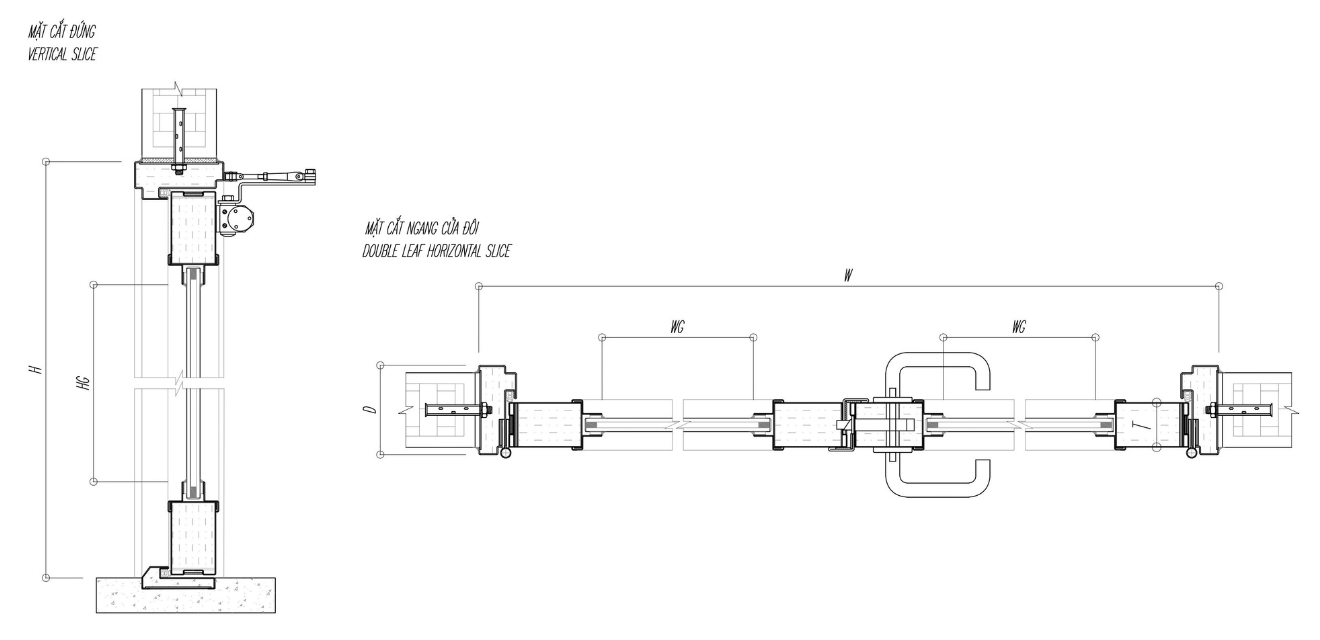 MẶT CẮT ĐỨNG
VERTICAL SLICE
MẶT CẮT NGANG CỬA ĐÔI
DOUBLE LEAF HORIZONTAL SLICE
W
WG
WG
H
HG
D
T